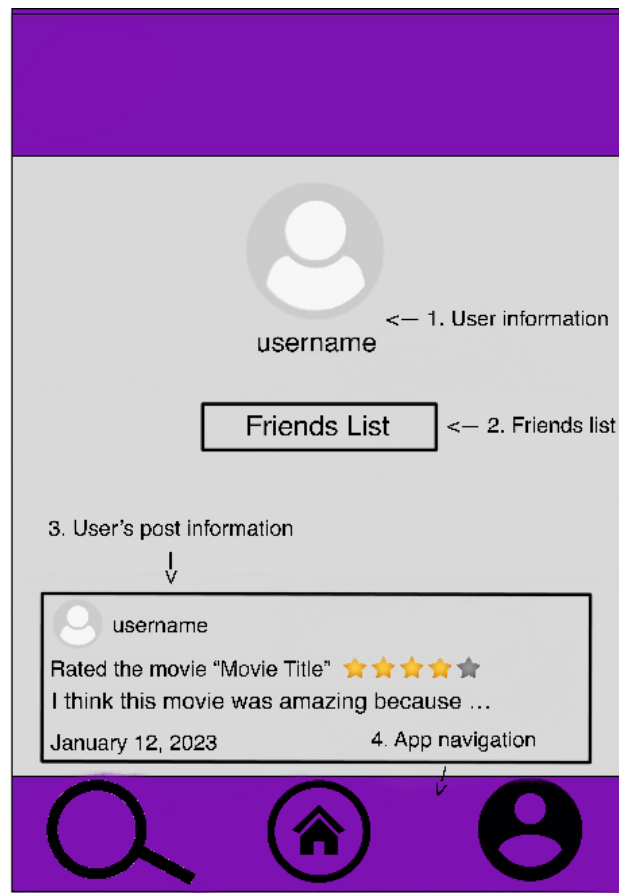 <— 1. User information
username
Friends List <— 2. Friends list
3. User's post information
username
Rated the movie “Movie Title”
I think this movie was amazing because ...
January 12, 2023 4. App navigation